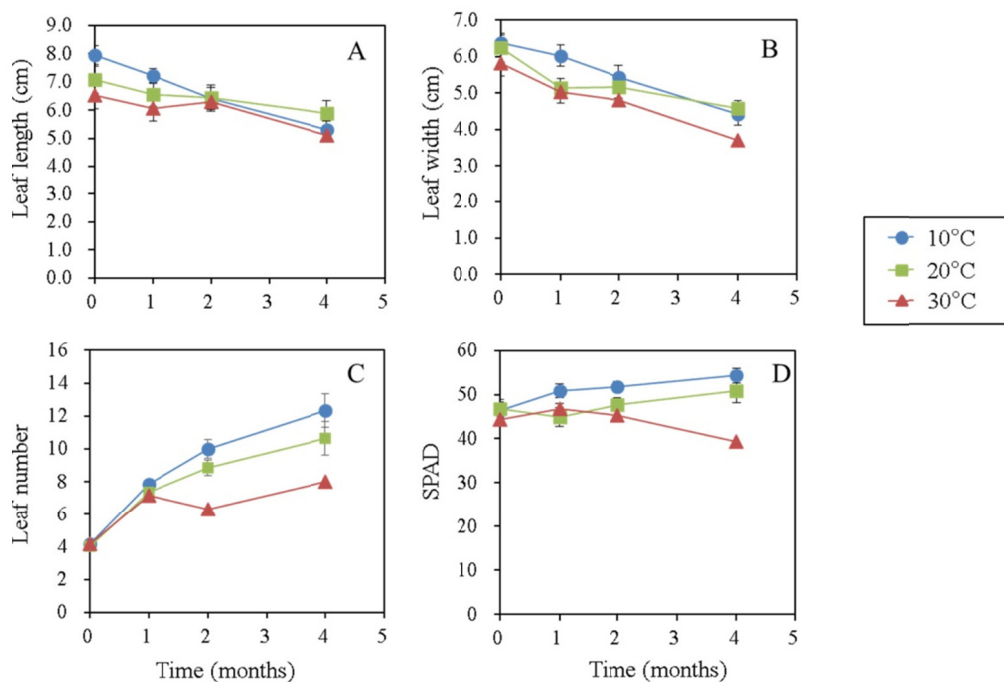 A
Leaf length (cm)
9.0
8.0
7.0
6.0
5.0
4.0
3.0
2.0
1.0
0.0
0 1 2 3 4 5
B
Leaf width (cm)
7.0
6.0
5.0
4.0
3.0
2.0
1.0
0.0
0 1 2 3 4 5
10°C
20°C
30°C
C
Leaf number
16
14
12
10
8
6
4
2
0
0 1 2 3 4 5
Time (months)
D
SPAD
60
50
40
30
20
10
0
0 1 2 3 4 5
Time (months)